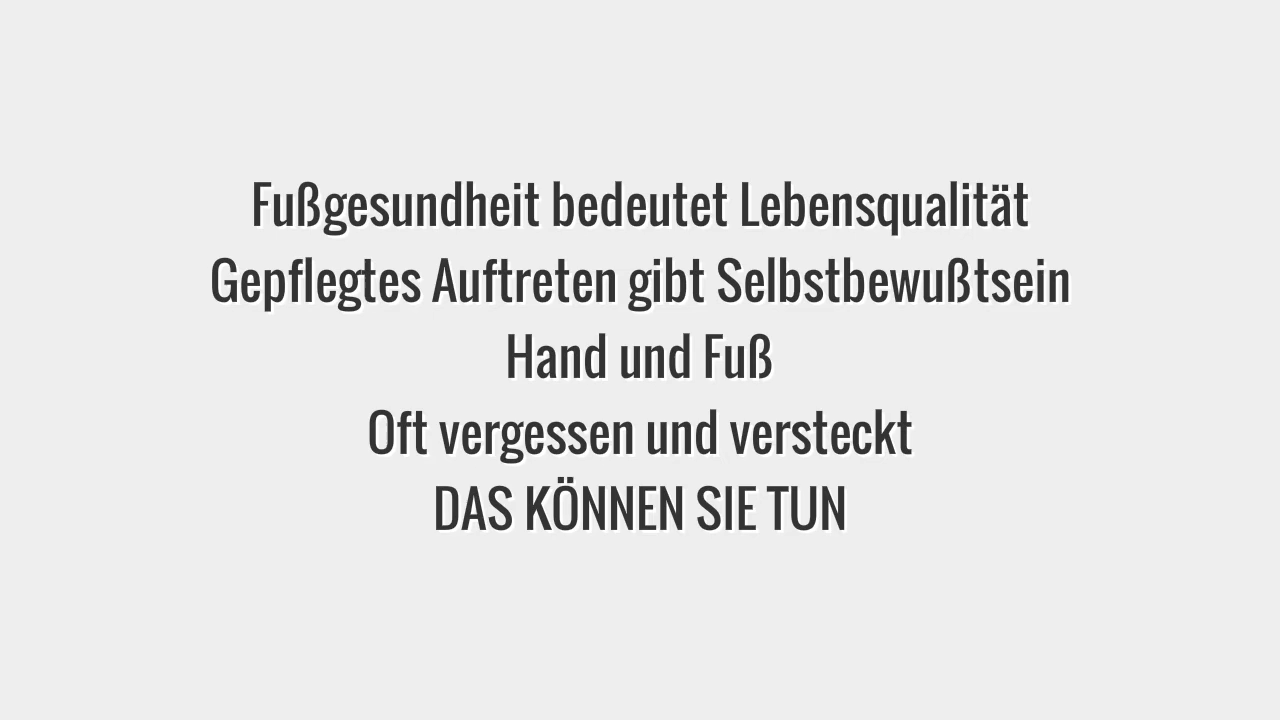 Fußgesundheit bedeutet Lebensqualität
Gepflegtes Auftreten gibt Selbstbewußtsein
Hand und Fuß
Oft vergessen und versteckt
DAS KÖNNEN SIE TUN